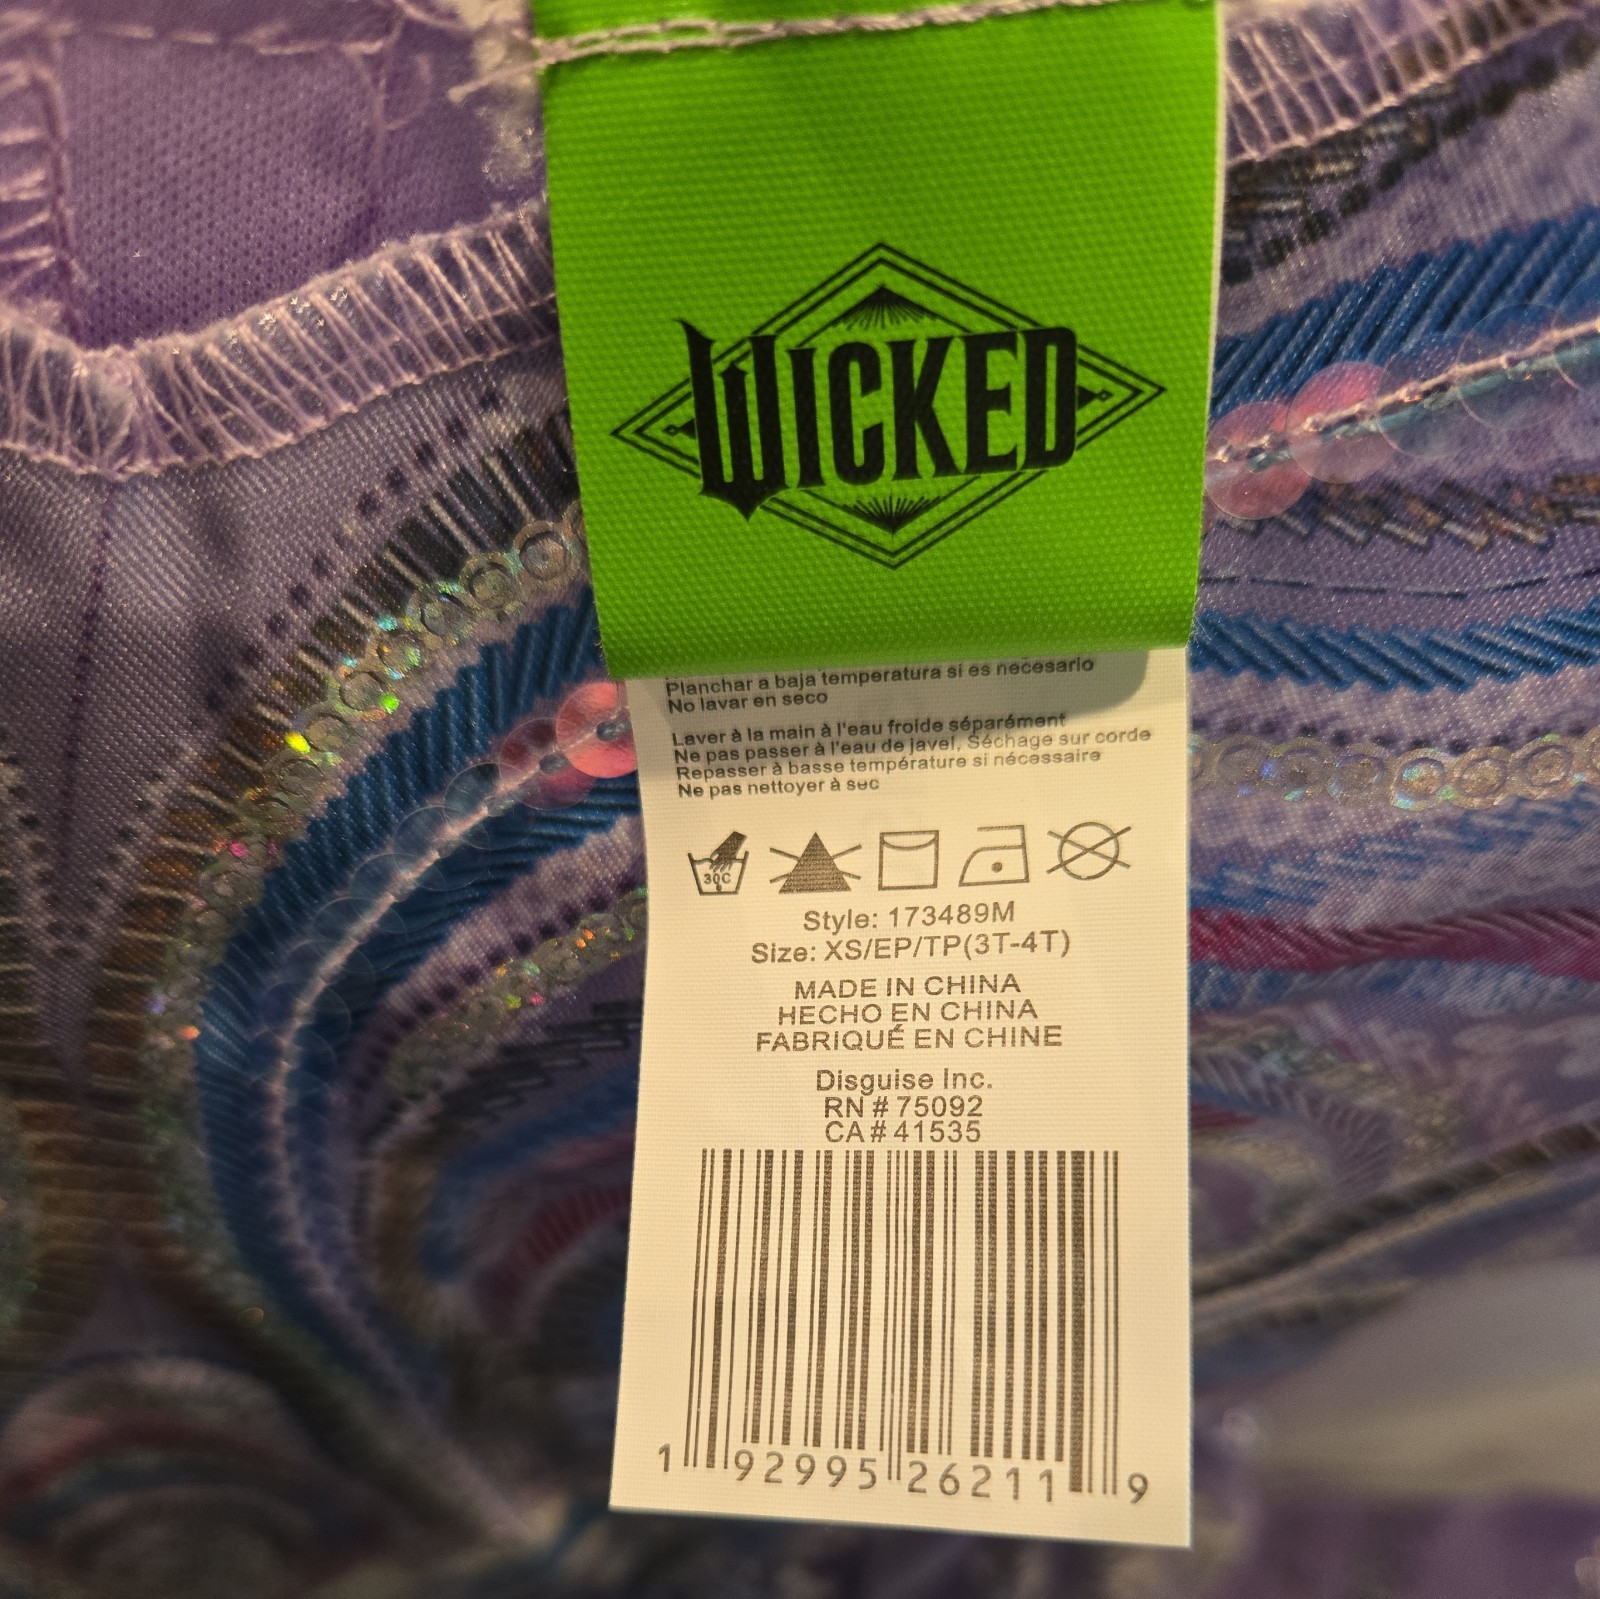 WICKED
Planchar a baja temperatura si es necesario
No lavar en seco
Laver à la main à l'eau froide séparément
Ne pas passer à l'eau de javel, Séchage sur corde
Repasser à basse température si nécessaire
Ne pas nettoyer à sec
30C
Style: 173489M
Size: XS/EP/TP(3T-4T)
MADE IN CHINA
HECHO EN CHINA
FABRIQUÉ EN CHINE
Disguise Inc.
RN # 75092
CA # 41535
1 92995 26211 9